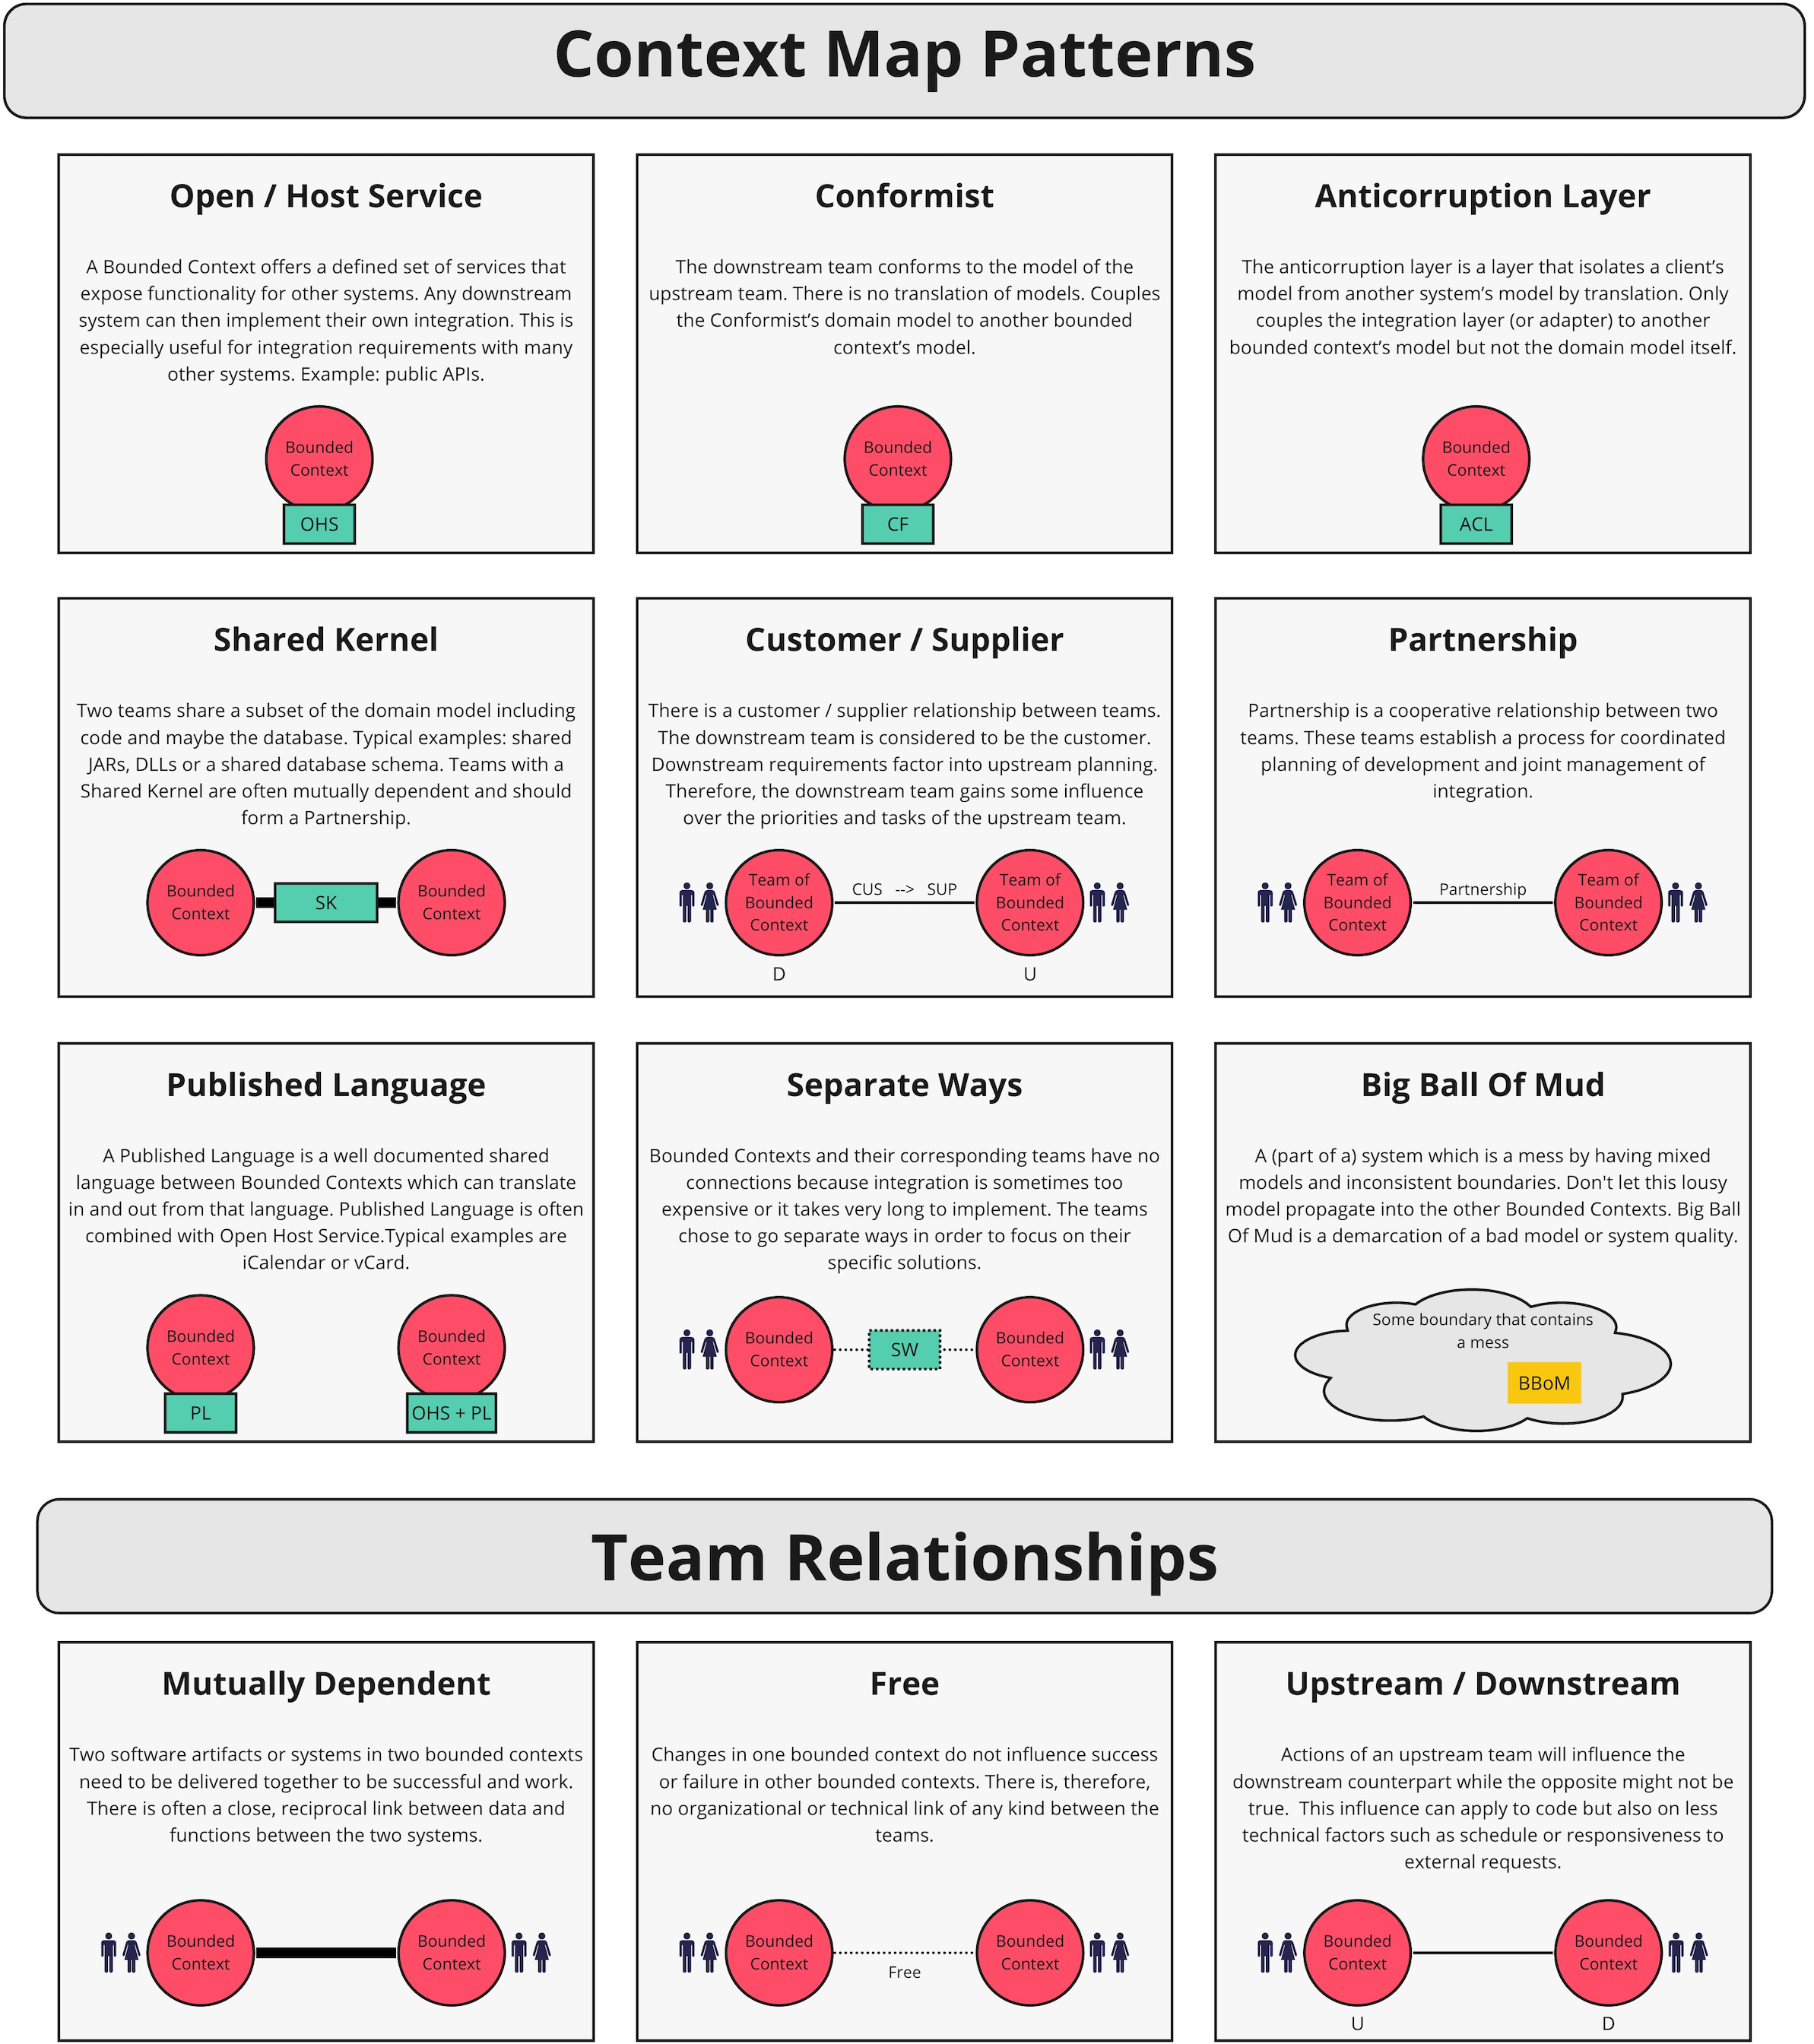 Context Map Patterns
Open / Host Service
A Bounded Context offers a defined set of services that
expose functionality for other systems. Any downstream
system can then implement their own integration. This is
especially useful for integration requirements with many
other systems. Example: public APIs.
Bounded
Context
OHS
Conformist
The downstream team conforms to the model of the
upstream team. There is no translation of models. Couples
the Conformist’s domain model to another bounded
context’s model.
Bounded
Context
CF
Anticorruption Layer
The anticorruption layer is a layer that isolates a client’s
model from another system’s model by translation. Only
couples the integration layer (or adapter) to another
bounded context’s model but not the domain model itself.
Bounded
Context
ACL
Shared Kernel
Two teams share a subset of the domain model including
code and maybe the database. Typical examples: shared
JARs, DLLs or a shared database schema. Teams with a
Shared Kernel are often mutually dependent and should
form a Partnership.
Bounded
Context
SK
Bounded
Context
Customer / Supplier
There is a customer / supplier relationship between teams.
The downstream team is considered to be the customer.
Downstream requirements factor into upstream planning.
Therefore, the downstream team gains some influence
over the priorities and tasks of the upstream team.
Team of
Bounded
Context
CUS --> SUP
Team of
Bounded
Context
D
U
Partnership
Partnership is a cooperative relationship between two
teams. These teams establish a process for coordinated
planning of development and joint management of
integration.
Team of
Bounded
Context
Partnership
Team of
Bounded
Context
Published Language
A Published Language is a well documented shared
language between Bounded Contexts which can translate
in and out from that language. Published Language is often
combined with Open Host Service.Typical examples are
iCalendar or vCard.
Bounded
Context
PL
Bounded
Context
OHS + PL
Separate Ways
Bounded Contexts and their corresponding teams have no
connections because integration is sometimes too
expensive or it takes very long to implement. The teams
chose to go separate ways in order to focus on their
specific solutions.
Bounded
Context
SW
Bounded
Context
Big Ball Of Mud
A (part of a) system which is a mess by having mixed
models and inconsistent boundaries. Don't let this lousy
model propagate into the other Bounded Contexts. Big Ball
Of Mud is a demarcation of a bad model or system quality.
Some boundary that contains
a mess
BBoM
Team Relationships
Mutually Dependent
Two software artifacts or systems in two bounded contexts
need to be delivered together to be successful and work.
There is often a close, reciprocal link between data and
functions between the two systems.
Bounded
Context
Bounded
Context
Free
Changes in one bounded context do not influence success
or failure in other bounded contexts. There is, therefore,
no organizational or technical link of any kind between the
teams.
Bounded
Context
Free
Bounded
Context
Upstream / Downstream
Actions of an upstream team will influence the
downstream counterpart while the opposite might not be
true.  This influence can apply to code but also on less
technical factors such as schedule or responsiveness to
external requests.
Bounded
Context
Bounded
Context
U
D